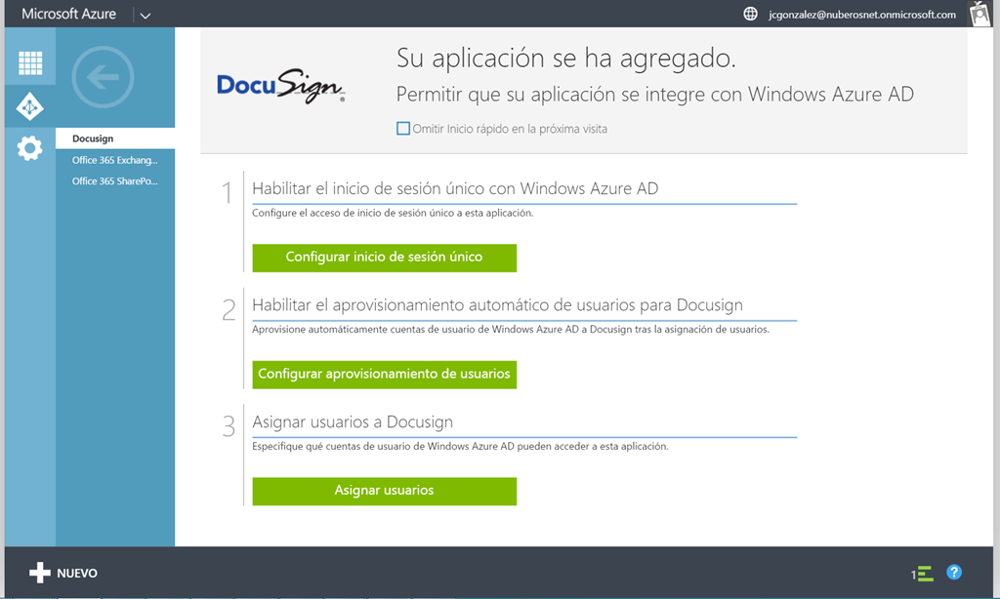 Microsoft Azure
jcgonzalez@nuberosnet.onmicrosoft.com
DocuSign
Su aplicación se ha agregado.
Permitir que su aplicación se integre con Windows Azure AD
Omitir Inicio rápido en la próxima visita
Docusign
Office 365 Exchang...
Office 365 SharePo...
1
Habilitar el inicio de sesión único con Windows Azure AD
Configure el acceso de inicio de sesión único a esta aplicación.
Configurar inicio de sesión único
2
Habilitar el aprovisionamiento automático de usuarios para Docusign
Aprovisione automáticamente cuentas de usuario de Windows Azure AD a Docusign tras la asignación de usuarios.
Configurar aprovisionamiento de usuarios
3
Asignar usuarios a Docusign
Especifique qué cuentas de usuario de Windows Azure AD pueden acceder a esta aplicación.
Asignar usuarios
NUEVO
1
?